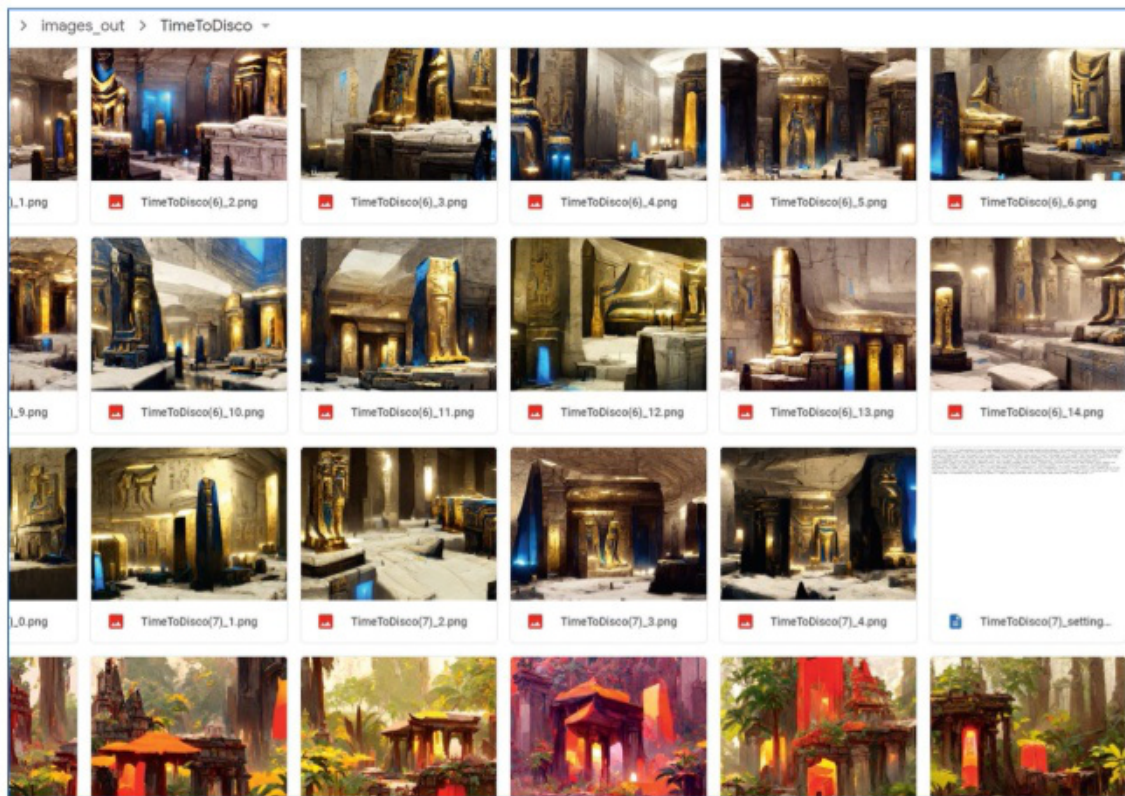 > images_out > TimeToDisco
)_1.png TimeToDisco(6)_2.png TimeToDisco(6)_3.png TimeToDisco(6)_4.png TimeToDisco(6)_5.png TimeToDisco(6)_6.png
)_9.png TimeToDisco(6)_10.png TimeToDisco(6)_11.png TimeToDisco(6)_12.png TimeToDisco(6)_13.png TimeToDisco(6)_14.png
)_0.png TimeToDisco(7)_1.png TimeToDisco(7)_2.png TimeToDisco(7)_3.png TimeToDisco(7)_4.png TimeToDisco(7)_setting...